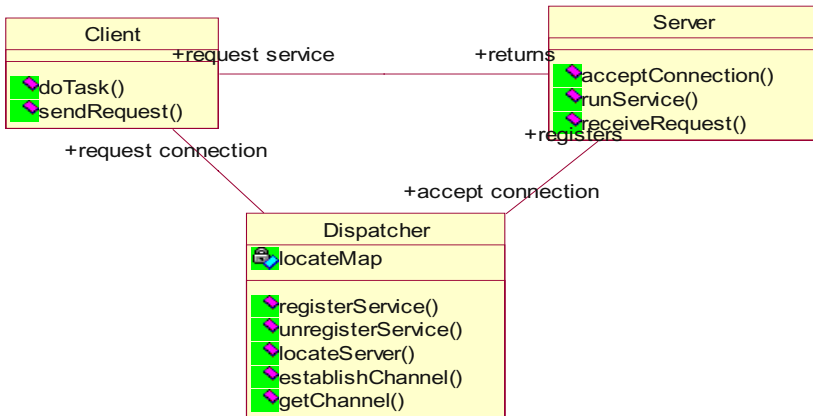 Client
doTask()
sendRequest()
+request service
+returns
Server
acceptConnection()
runService()
receiveRequest()
+registers
+request connection
+accept connection
Dispatcher
locateMap
registerService()
unregisterService()
locateServer()
establishChannel()
getChannel()